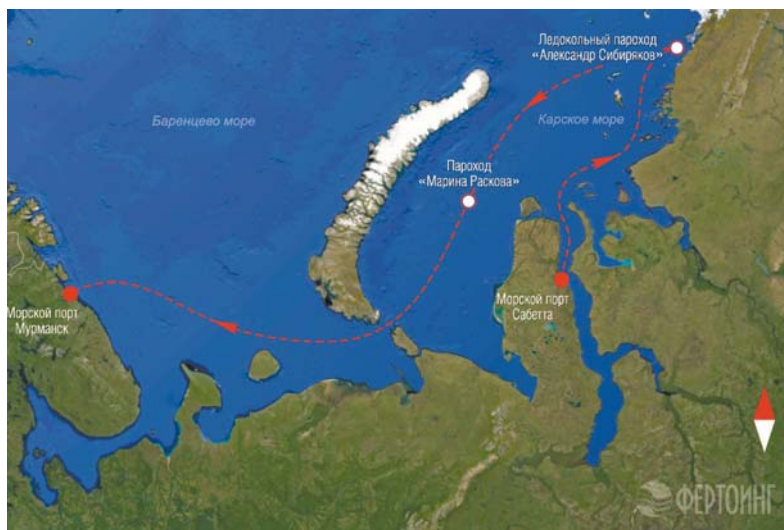 Ледокольный пароход
«Александр Сибиряков»
Баренцево море
Карское море
Пароход
«Марина Раскова»
Морской порт
Мурманск
Морской порт
Сабетта
ФЕРТОИНГ